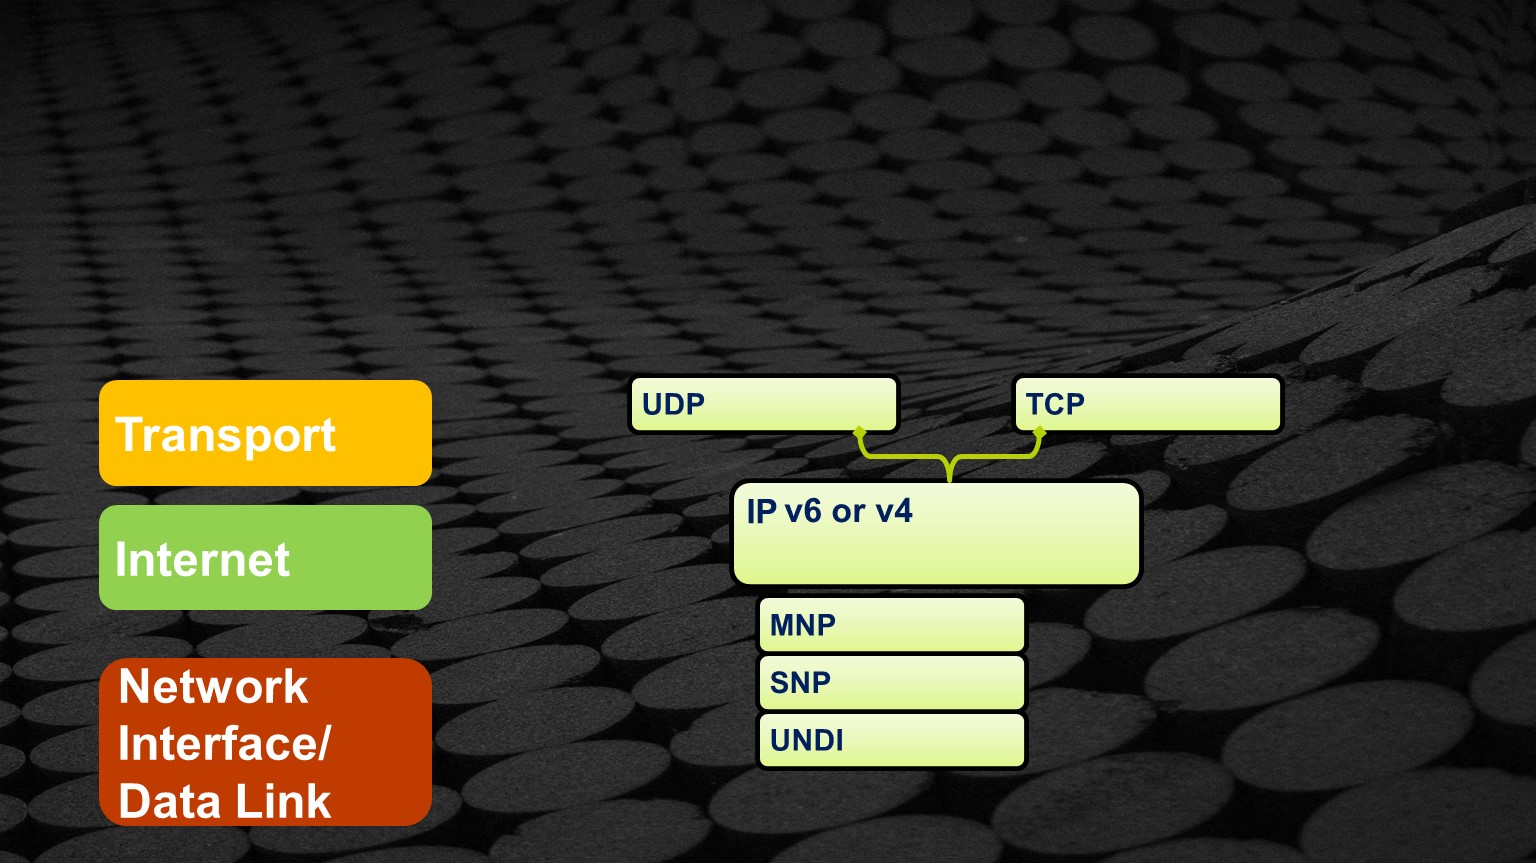 Transport
UDP
TCP
Internet
IP v6 or v4
MNP
SNP
UNDI
Network
Interface/
Data Link